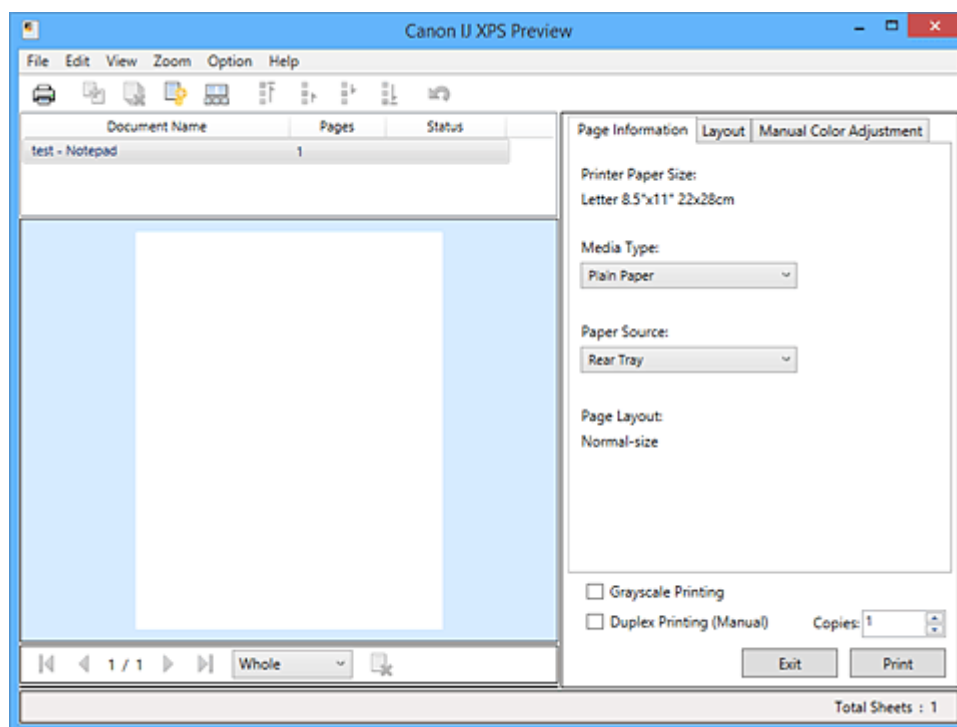 Canon IJ XPS Preview
File Edit View Zoom Option Help
Document Name Pages Status
test - Notepad 1
Page Information Layout Manual Color Adjustment
Printer Paper Size:
Letter 8.5"x11" 22x28cm
Media Type:
Plain Paper
Paper Source:
Rear Tray
Page Layout:
Normal-size
Grayscale Printing
Duplex Printing (Manual) Copies: 1
1 / 1 Whole
Exit Print
Total Sheets : 1